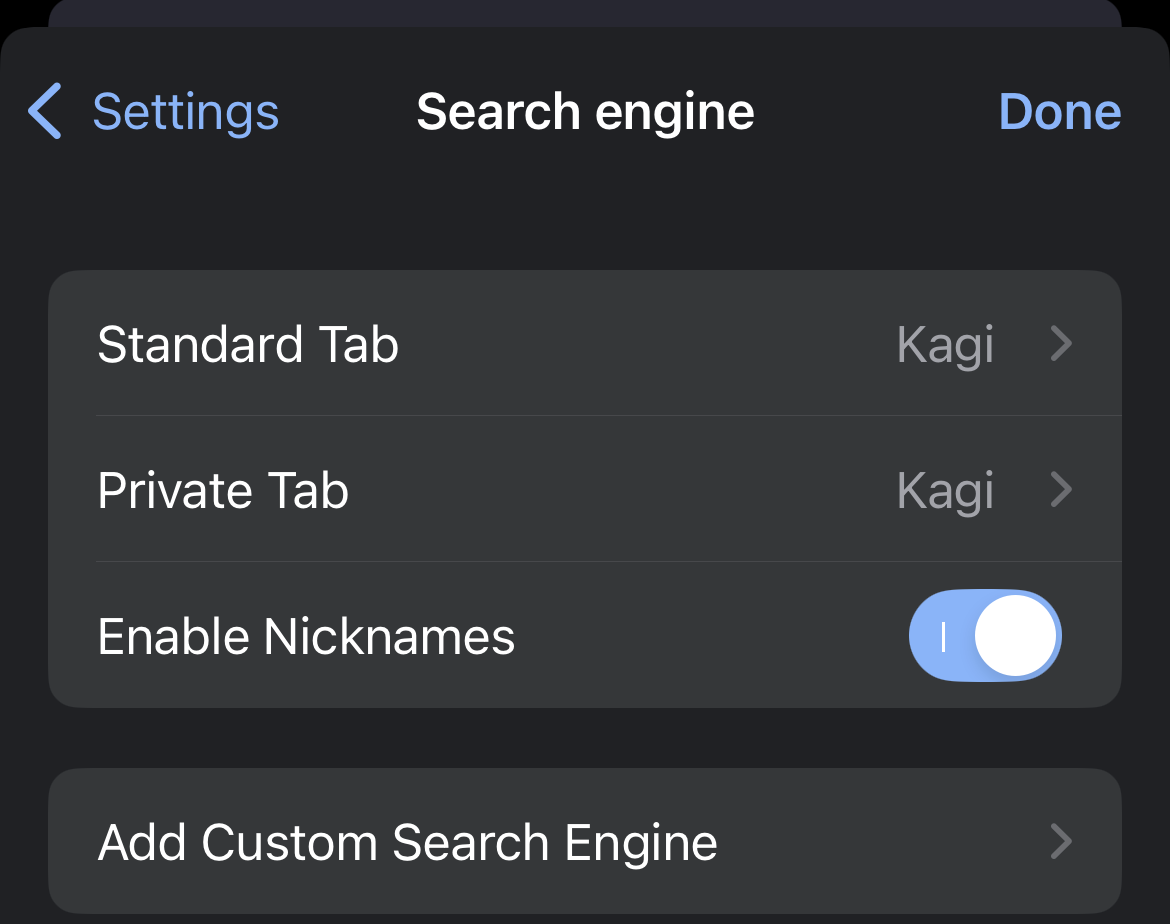 Settings Search engine Done
Standard Tab Kagi
Private Tab Kagi
Enable Nicknames
Add Custom Search Engine